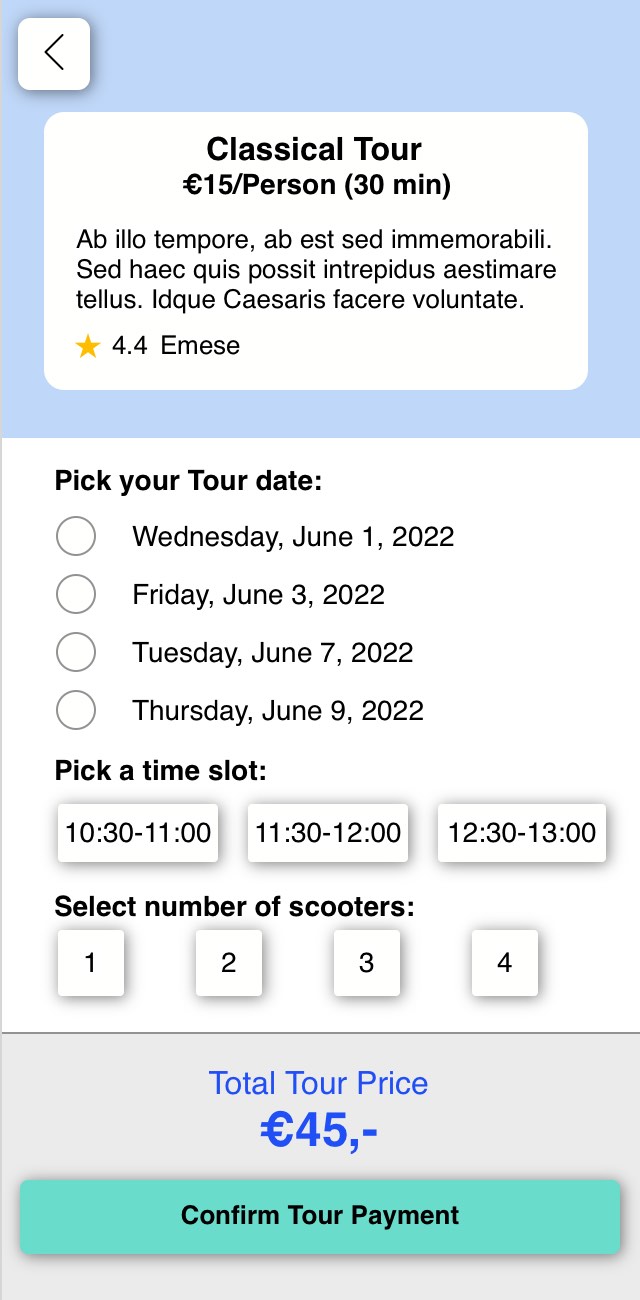 Classical Tour
€15/Person (30 min)
Ab illo tempore, ab est sed immemorabili.
Sed haec quis possit intrepidus aestimare
tellus. Idque Caesaris facere voluntate.
4.4 Emese
Pick your Tour date:
Wednesday, June 1, 2022
Friday, June 3, 2022
Tuesday, June 7, 2022
Thursday, June 9, 2022
Pick a time slot:
10:30-11:00 11:30-12:00 12:30-13:00
Select number of scooters:
1 2 3 4
Total Tour Price
€45,-
Confirm Tour Payment